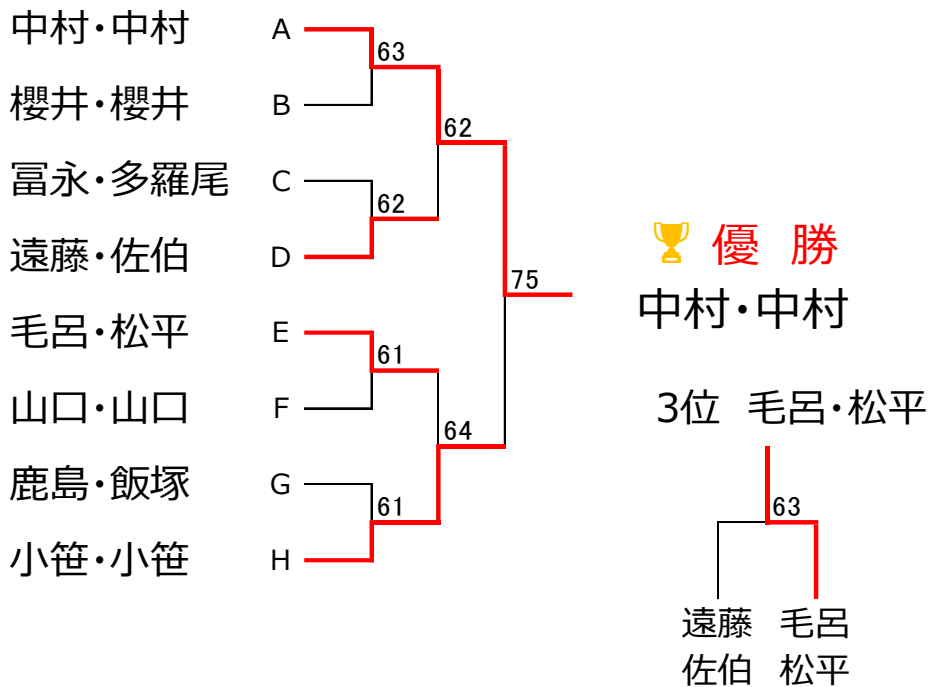 中村・中村 A
63
櫻井・櫻井 B
62
冨永・多羅尾 C
62
遠藤・佐伯 D
75
毛呂・松平 E
61
山口・山口 F
64
鹿島・飯塚 G
61
小笹・小笹 H
優 勝
中村・中村
3位 毛呂・松平
63
遠藤 毛呂
佐伯 松平